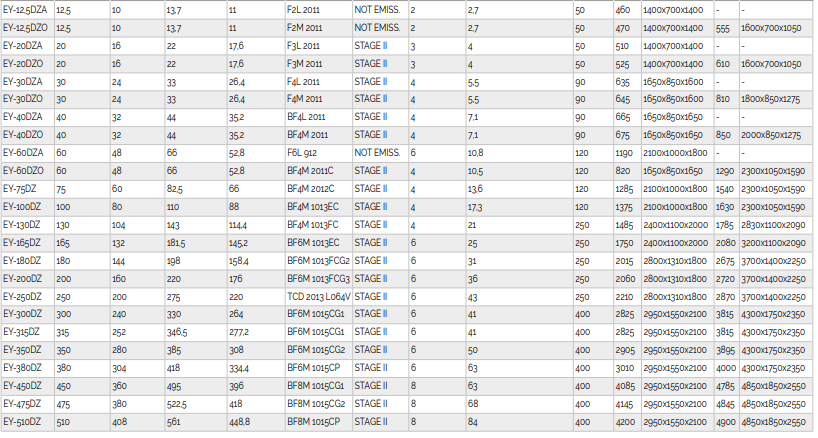 EY-12,5DZA 12,5 10 13,7 11 F2L 2011 NOT EMISS. 2 2,7 50 460 1400x700x1400 - -
EY-12,5DZO 12,5 10 13,7 11 F2M 2011 NOT EMISS. 2 2,7 50 470 1400x700x1400 555 1600x700x1050
EY-20DZA 20 16 22 17,6 F3L 2011 STAGE II 3 4 50 510 1400x700x1400 - -
EY-20DZO 20 16 22 17,6 F3M 2011 STAGE II 3 4 50 525 1400x700x1400 610 1600x700x1050
EY-30DZA 30 24 33 26,4 F4L 2011 STAGE II 4 5,5 90 635 1650x850x1600 - -
EY-30DZO 30 24 33 26,4 F4M 2011 STAGE II 4 5,5 90 645 1650x850x1600 810 1800x850x1275
EY-40DZA 40 32 44 35,2 BF4L 2011 STAGE II 4 7,1 90 665 1650x850x1650 - -
EY-40DZO 40 32 44 35,2 BF4M 2011 STAGE II 4 7,1 90 675 1650x850x1650 850 2000x850x1275
EY-60DZA 60 48 66 52,8 F6L 912 NOT EMISS. 6 10,8 120 1190 2100x1000x1800 - -
EY-60DZO 60 48 66 52,8 BF4M 2011C STAGE II 4 10,5 120 820 1650x850x1650 1290 2300x1050x1590
EY-75DZ 75 60 82,5 66 BF4M 2012C STAGE II 4 13,6 120 1285 2100x1000x1800 1540 2300x1050x1590
EY-100DZ 100 80 110 88 BF4M 1013EC STAGE II 4 17,3 120 1375 2100x1000x1800 1630 2300x1050x1590
EY-130DZ 130 104 143 114,4 BF4M 1013FC STAGE II 4 21 250 1485 2400x1100x2000 1785 2830x1100x2090
EY-165DZ 165 132 181,5 145,2 BF6M 1013EC STAGE II 6 25 250 1750 2400x1100x2000 2080 3200x1100x2090
EY-180DZ 180 144 198 158,4 BF6M 1013FCG2 STAGE II 6 31 250 2015 2800x1310x1800 2675 3700x1400x2250
EY-200DZ 200 160 220 176 BF6M 1013FCG3 STAGE II 6 36 250 2060 2800x1310x1800 2720 3700x1400x2250
EY-250DZ 250 200 275 220 TCD 2013 L064V STAGE II 6 43 250 2210 2800x1310x1800 2870 3700x1400x2250
EY-300DZ 300 240 330 264 BF6M 1015CG1 STAGE II 6 41 400 2825 2950x1550x2100 3815 4300x1750x2350
EY-315DZ 315 252 346,5 277,2 BF6M 1015CG1 STAGE II 6 41 400 2825 2950x1550x2100 3815 4300x1750x2350
EY-350DZ 350 280 385 308 BF6M 1015CG2 STAGE II 6 50 400 2905 2950x1550x2100 3895 4300x1750x2350
EY-380DZ 380 304 418 334,4 BF6M 1015CP STAGE II 6 63 400 3010 2950x1550x2100 4000 4300x1750x2350
EY-450DZ 450 360 495 396 BF8M 1015CG1 STAGE II 8 63 400 4085 2950x1550x2100 4785 4850x1850x2550
EY-475DZ 475 380 522,5 418 BF8M 1015CG2 STAGE II 8 68 400 4145 2950x1550x2100 4845 4850x1850x2550
EY-510DZ 510 408 561 448,8 BF8M 1015CP STAGE II 8 84 400 4200 2950x1550x2100 4900 4850x1850x2550